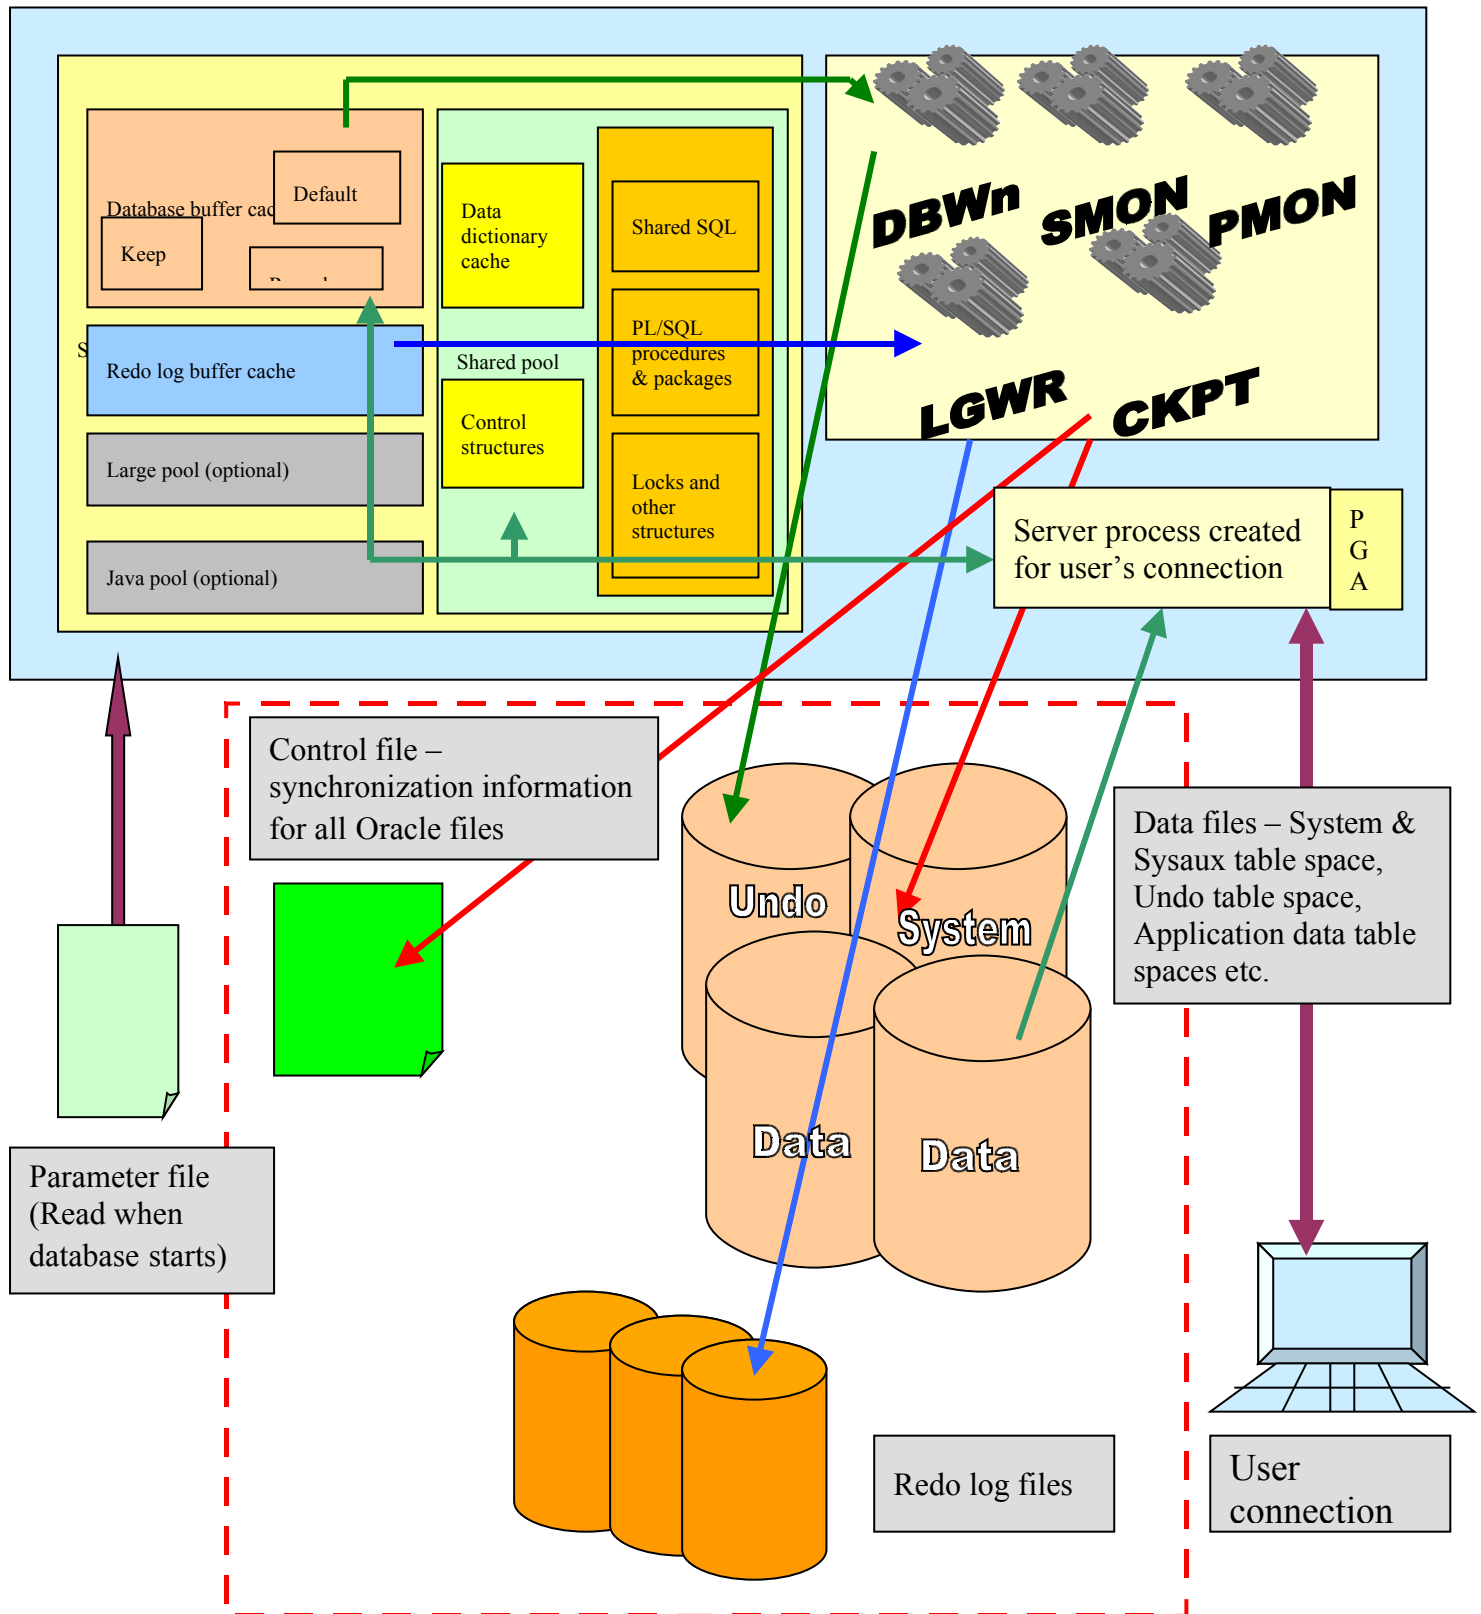 Default
Database buffer cac
Keep
S
Redo log buffer cache
Large pool (optional)
Java pool (optional)
Data
dictionary
cache
Shared pool
Control
structures
Shared SQL
PL/SQL
procedures
& packages
Locks and
other
structures
DBWn
SMON
PMON
LGWR
CKPT
Server process created
for user’s connection
P
G
A
Control file –
synchronization information
for all Oracle files
Undo
System
Data
Data
Data files – System &
Sysaux table space,
Undo table space,
Application data table
spaces etc.
Parameter file
(Read when
database starts)
Redo log files
User
connection